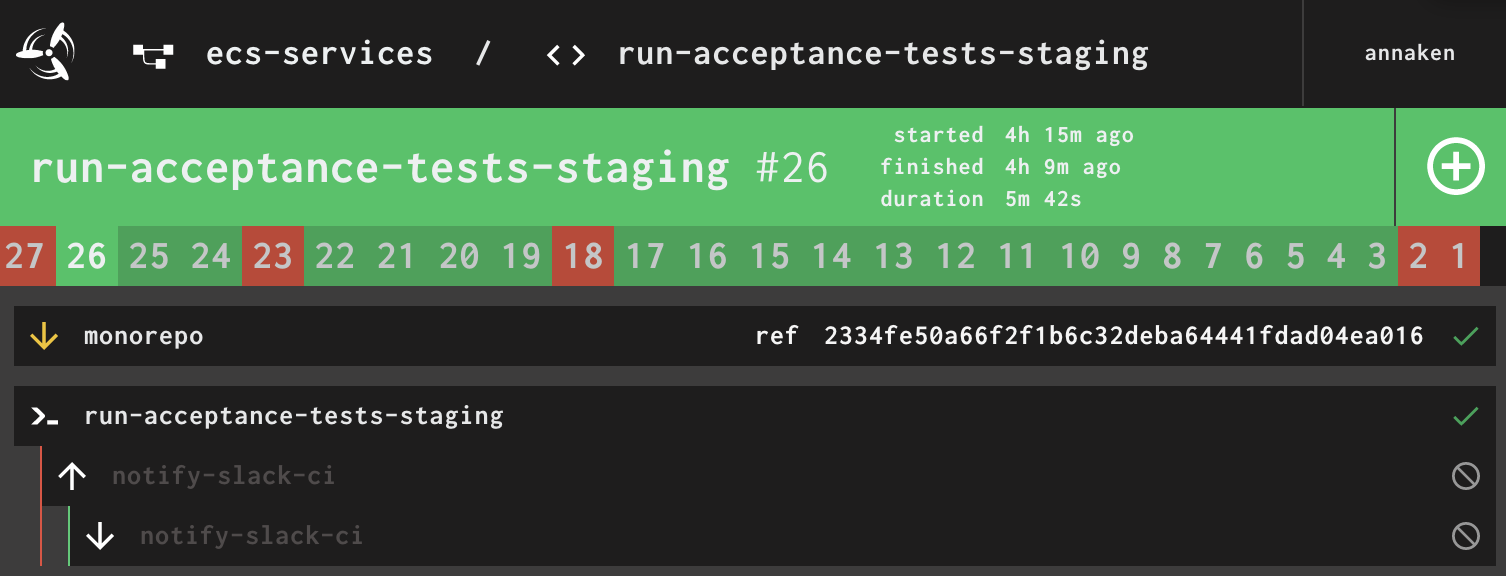 ecs-services / <> run-acceptance-tests-staging annaken
run-acceptance-tests-staging #26
started 4h 15m ago
finished 4h 9m ago
duration 5m 42s
27 26 25 24 23 22 21 20 19 18 17 16 15 14 13 12 11 10 9 8 7 6 5 4 3 2 1
monorepo ref 2334fe50a66f2f1b6c32deba64441fdad04ea016
run-acceptance-tests-staging
notify-slack-ci
notify-slack-ci